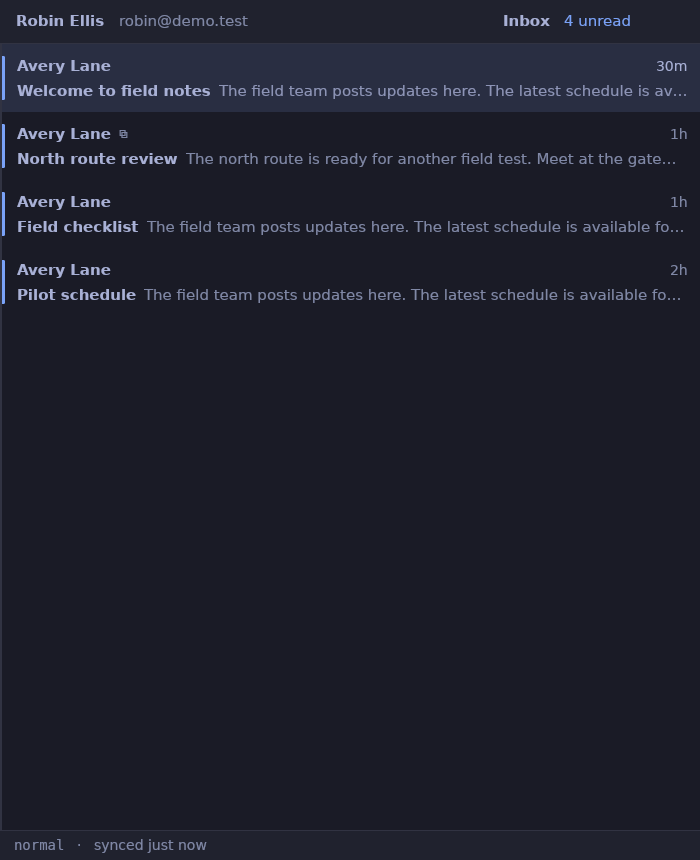 Robin Ellis robin@demo.test Inbox 4 unread
Avery Lane 30m
Welcome to field notes The field team posts updates here. The latest schedule is av…
Avery Lane 1h
North route review The north route is ready for another field test. Meet at the gate…
Avery Lane 1h
Field checklist The field team posts updates here. The latest schedule is available fo…
Avery Lane 2h
Pilot schedule The field team posts updates here. The latest schedule is available fo…
normal · synced just now